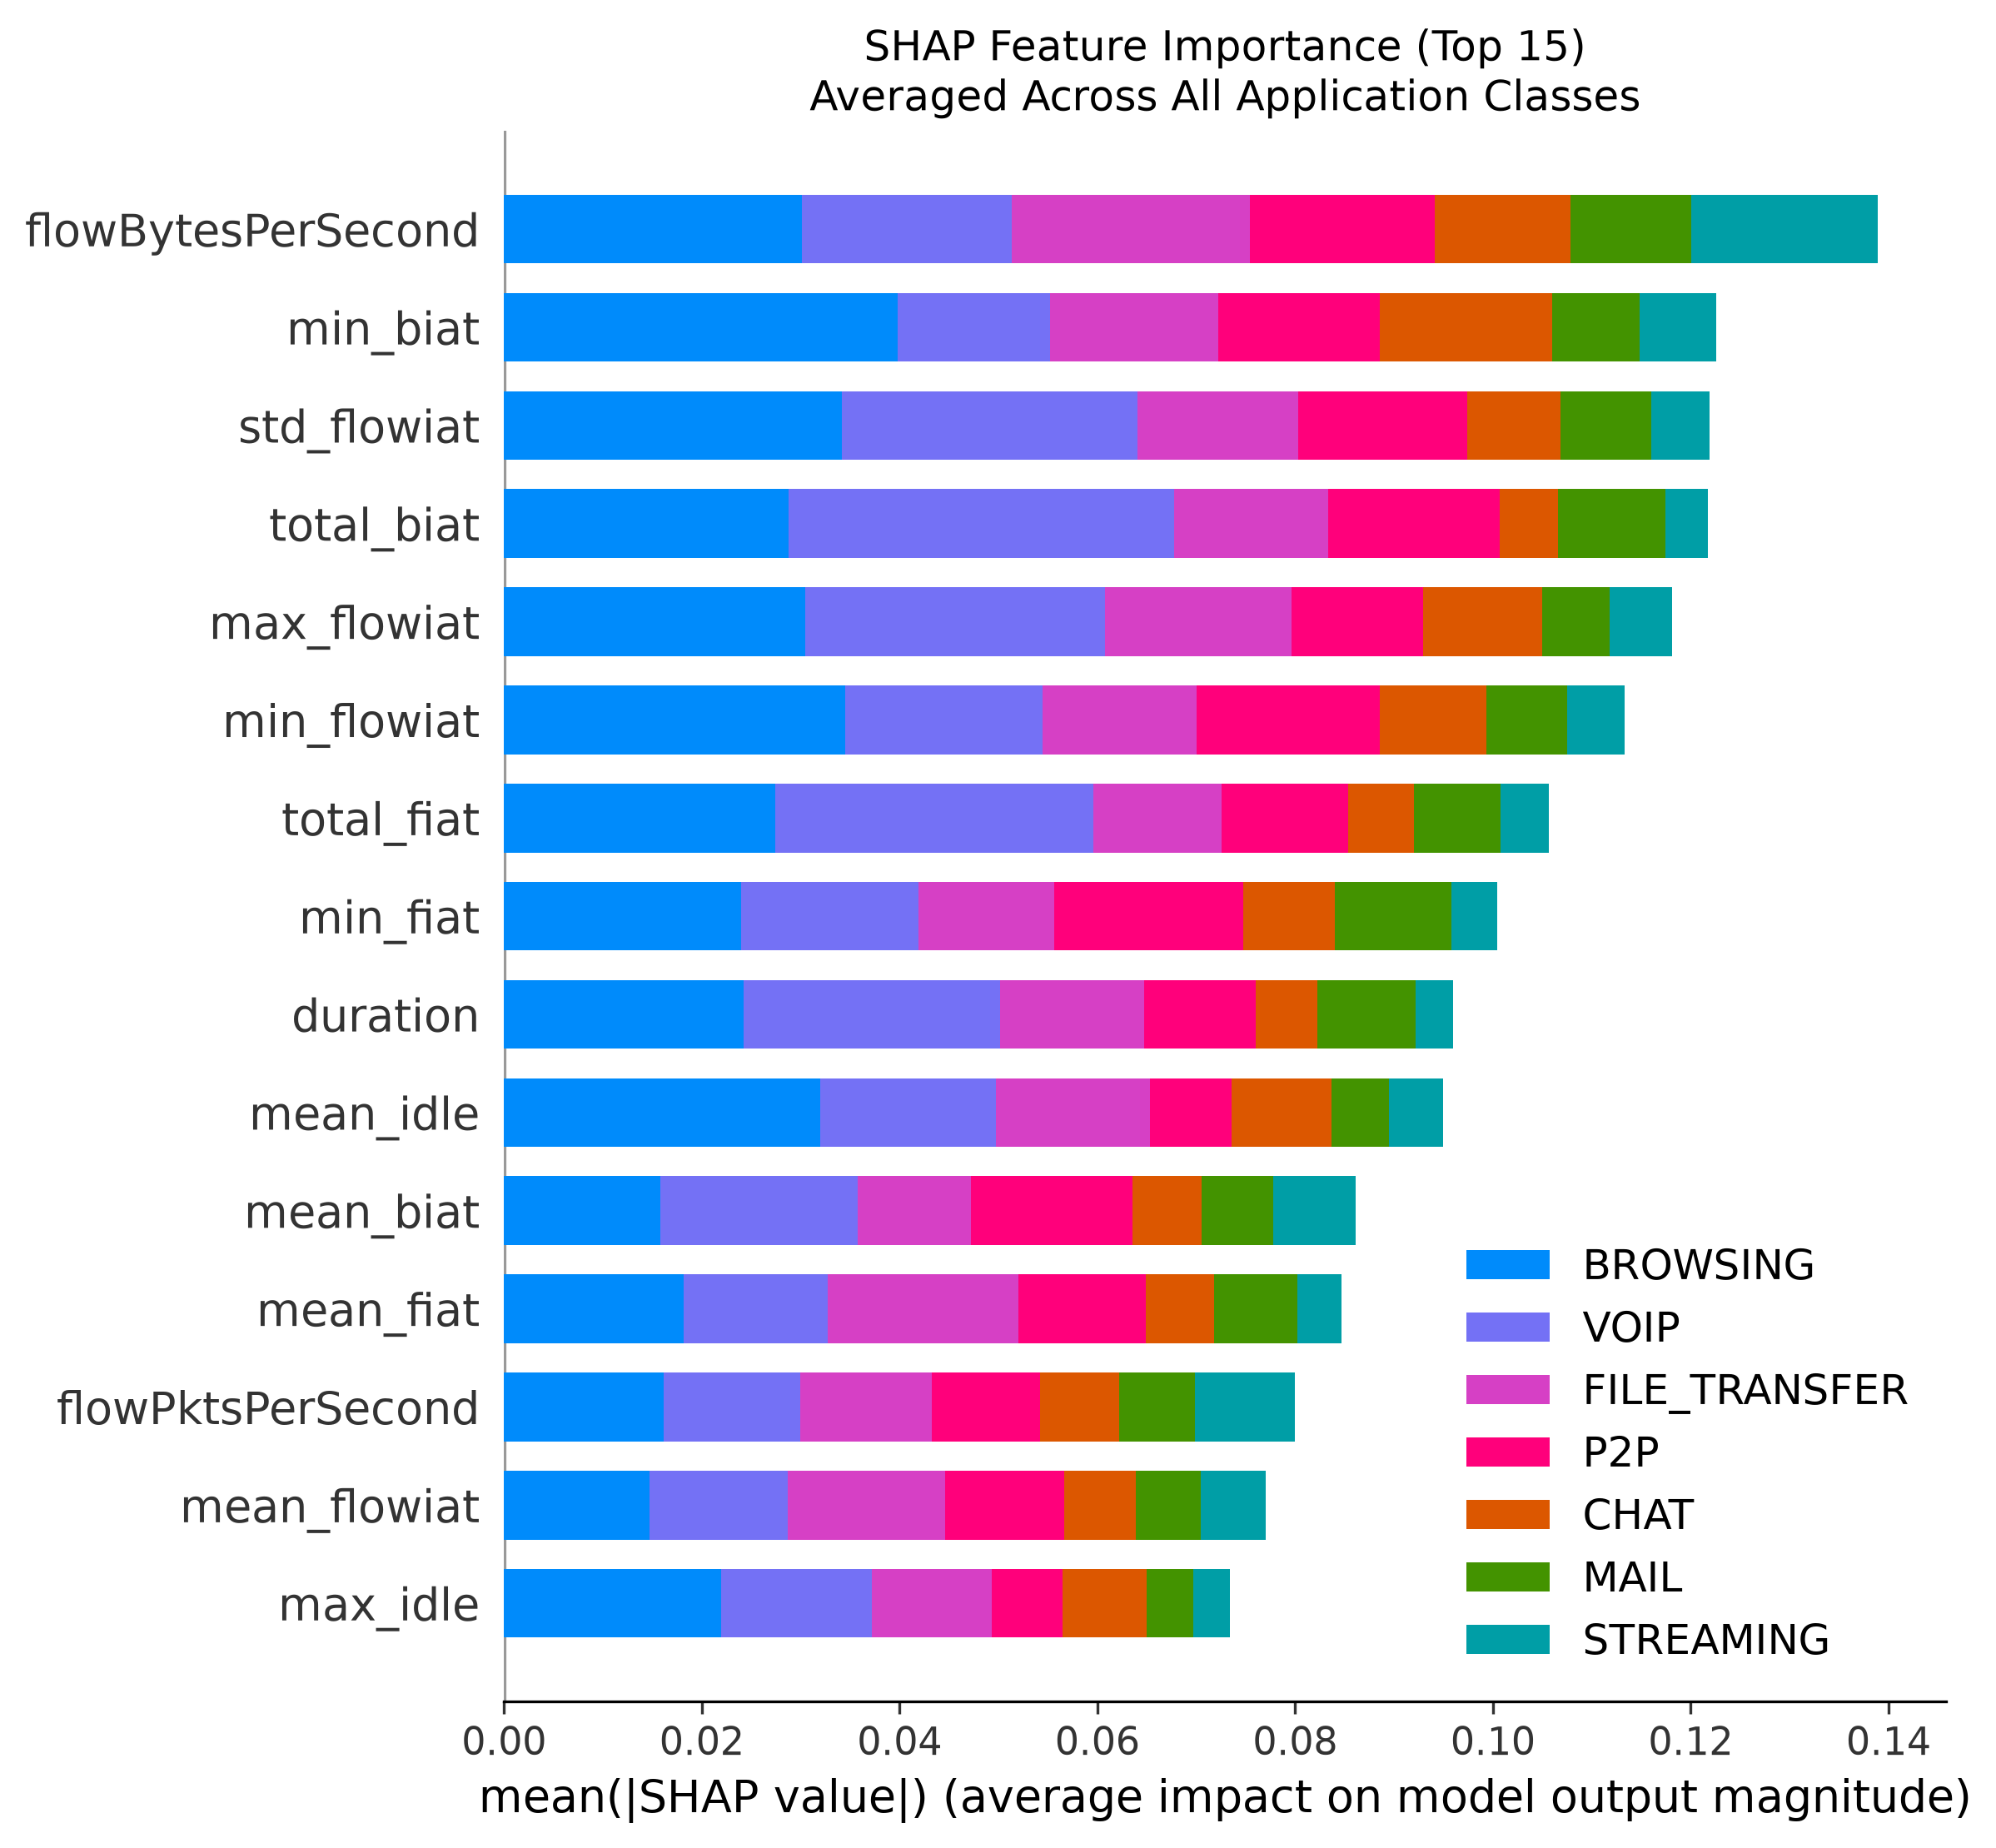 SHAP Feature Importance (Top 15)
Averaged Across All Application Classes
flowBytesPerSecond
min_biat
std_flowiat
total_biat
max_flowiat
min_flowiat
total_fiat
min_fiat
duration
mean_idle
mean_biat
mean_fiat
flowPktsPerSecond
mean_flowiat
max_idle
BROWSING
VOIP
FILE_TRANSFER
P2P
CHAT
MAIL
STREAMING
0.00 0.02 0.04 0.06 0.08 0.10 0.12 0.14
mean(|SHAP value|) (average impact on model output magnitude)